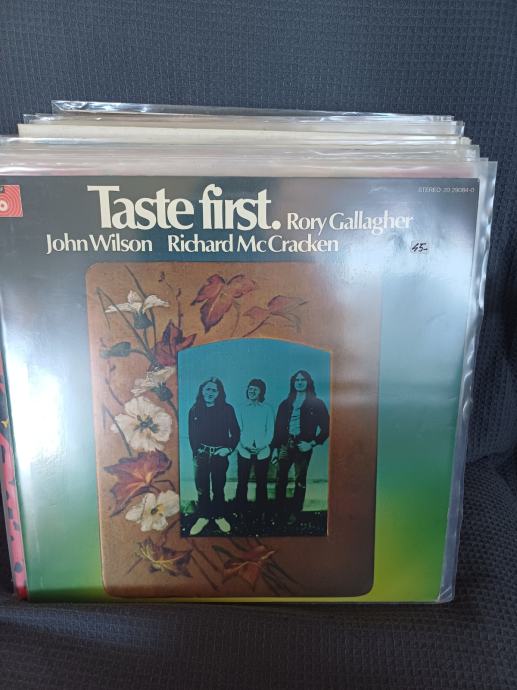 STEREO 20 29084-0
Taste first. Rory Gallagher
John Wilson Richard McCracken
45-